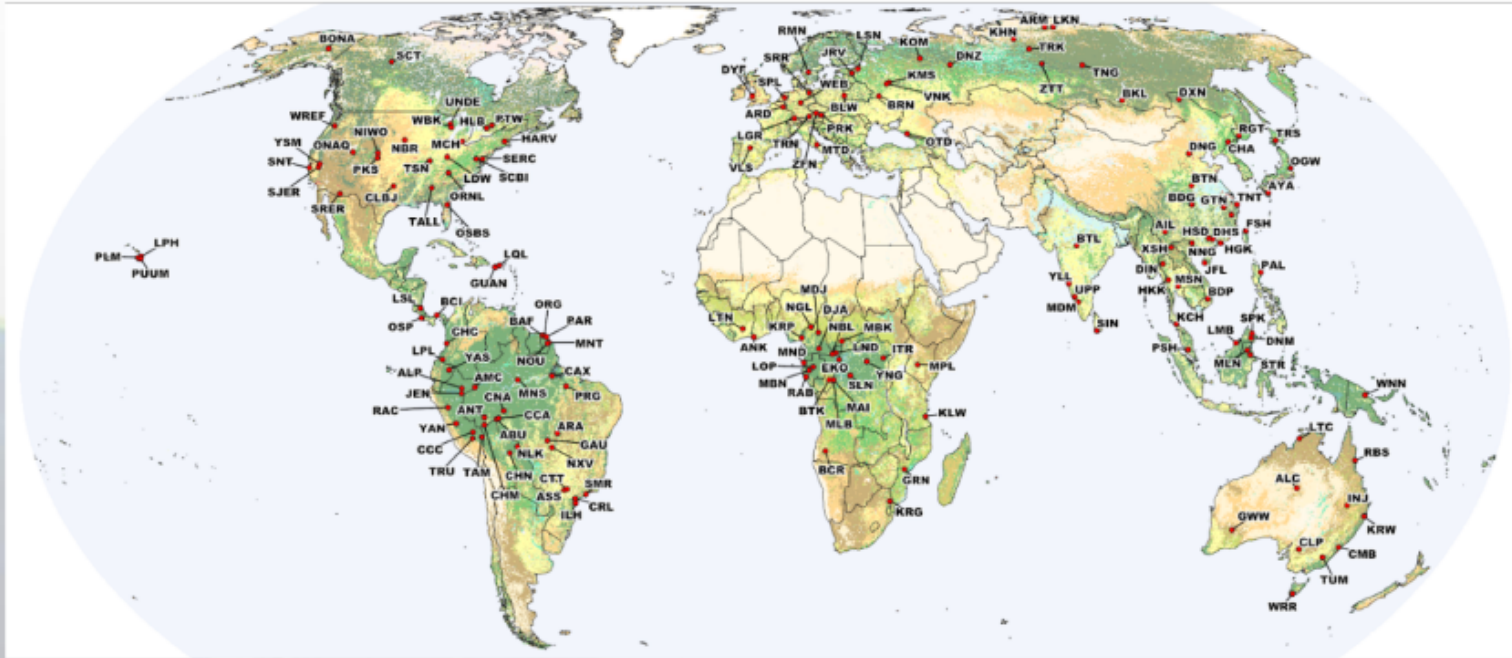 ARM LKN
BONA
SCT
RMN
LSN
KHN
JRV
KOM
TRK
SRR
DNZ
DYF
SPL
WEB
KMS
ZTT
TNG
UNDE
BKL
DXN
WREF
WBK
HLB
PTW
ARD
BLW
BRN
VNK
NIWO
HARV
YSM
ONAQ
NBR
MCH
LGR
PRK
RGT
TRS
TRN
MTD
OTD
DNG
CHA
SNT
PKS
TSN
SERC
VLS
ZFN
OGW
SJER
LDW
SCBI
BTN
SRER
CLBJ
ORNL
AYA
BDG
GTN
TNT
TALL
OSBS
AIL
FSH
HSD
DHS
LPH
BTL
XSH
NNG
HGK
PLM
LQL
PUUM
DIN
JFL
PAL
GUAN
YLL
MSN
UPP
HKK
BDP
LSL
BCI
MDJ
MDM
ORG
NGL
DJA
OSP
BAF
PAR
LTN
KRP
NBL
MBK
SIN
KCH
SPK
CHC
LMB
MNT
ANK
MND
LND
ITR
PSH
DNM
LPL
YAS
NOU
LOP
EKO
YNG
MPL
MLN
STR
ALP
AMC
CAX
MBN
SLN
WNN
JEN
CNA
MNS
PRG
RAB
RAC
ANT
CCA
BTK
MAI
KLW
YAN
ABU
ARA
MLB
LTC
CCC
GAU
RBS
TRU
TAM
NLK
NXV
BCR
CHN
CTT
GRN
ALC
CHM
ASS
SMR
INJ
ILH
CRL
KRG
GWW
KRW
CLP
CMB
TUM
WRR